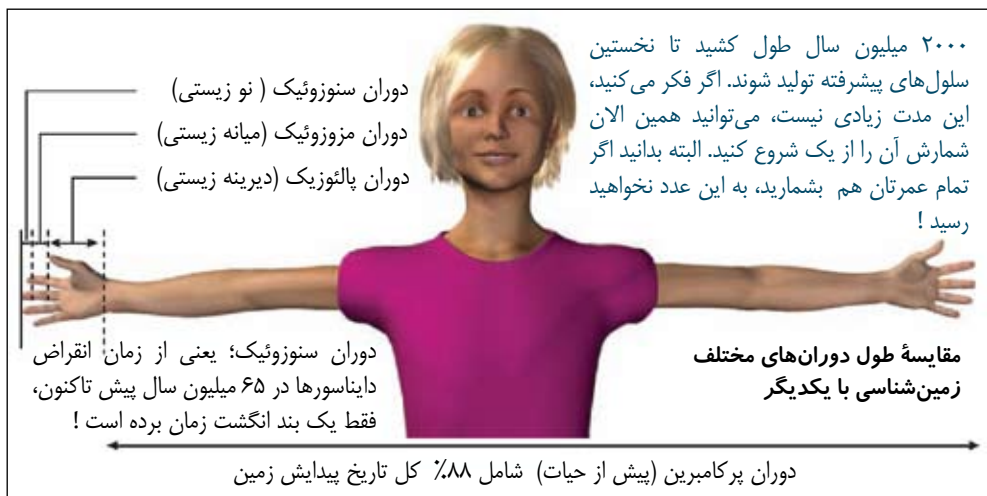 ۲۰۰۰ میلیون سال طول کشید تا نخستین
سلول‌های پیشرفته تولید شوند. اگر فکر می‌کنید،
این مدت زیادی نیست، می‌توانید همین الان
شمارش آن را از یک شروع کنید. البته بدانید اگر
تمام عمرتان هم بشمارید، به این عدد نخواهید
رسید !
دوران سنوزوئیک ( نو زیستی)
دوران مزوزوئیک (میانه زیستی)
دوران پالئوزیک (دیرینه زیستی)
مقایسهٔ طول دوران‌های مختلف
زمین‌شناسی با یکدیگر
دوران سنوزوئیک؛ یعنی از زمان انقراض
دایناسورها در ۶۵ میلیون سال پیش تاکنون،
فقط یک بند انگشت زمان برده است !
دوران پرکامبرین (پیش از حیات) شامل ۸۸٪ کل تاریخ پیدایش زمین